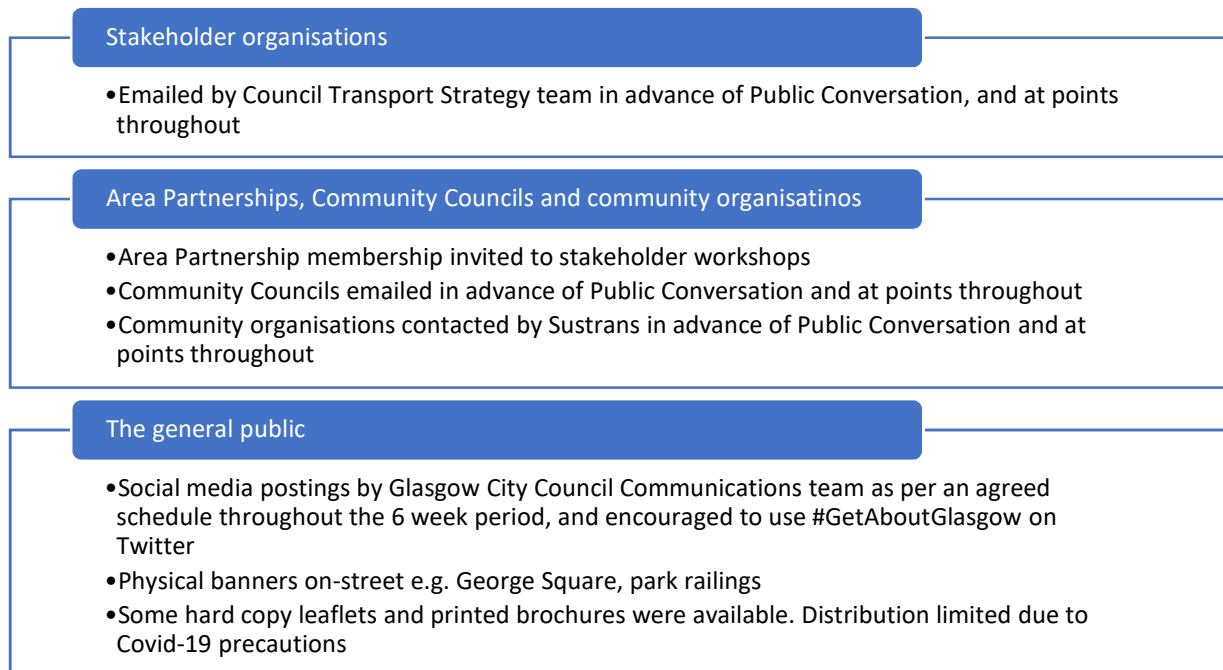 Stakeholder organisations
•Emailed by Council Transport Strategy team in advance of Public Conversation, and at points
throughout
Area Partnerships, Community Councils and community organisatinos
•Area Partnership membership invited to stakeholder workshops
•Community Councils emailed in advance of Public Conversation and at points throughout
•Community organisations contacted by Sustrans in advance of Public Conversation and at
points throughout
The general public
•Social media postings by Glasgow City Council Communications team as per an agreed
schedule throughout the 6 week period, and encouraged to use #GetAboutGlasgow on
Twitter
•Physical banners on-street e.g. George Square, park railings
•Some hard copy leaflets and printed brochures were available. Distribution limited due to
Covid-19 precautions